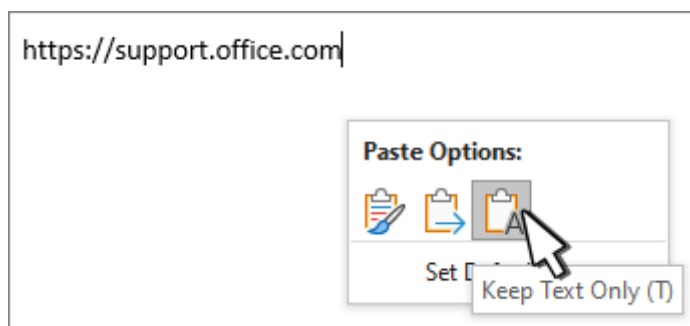 https://support.office.com
Paste Options:
A
Set
Keep Text Only (T)